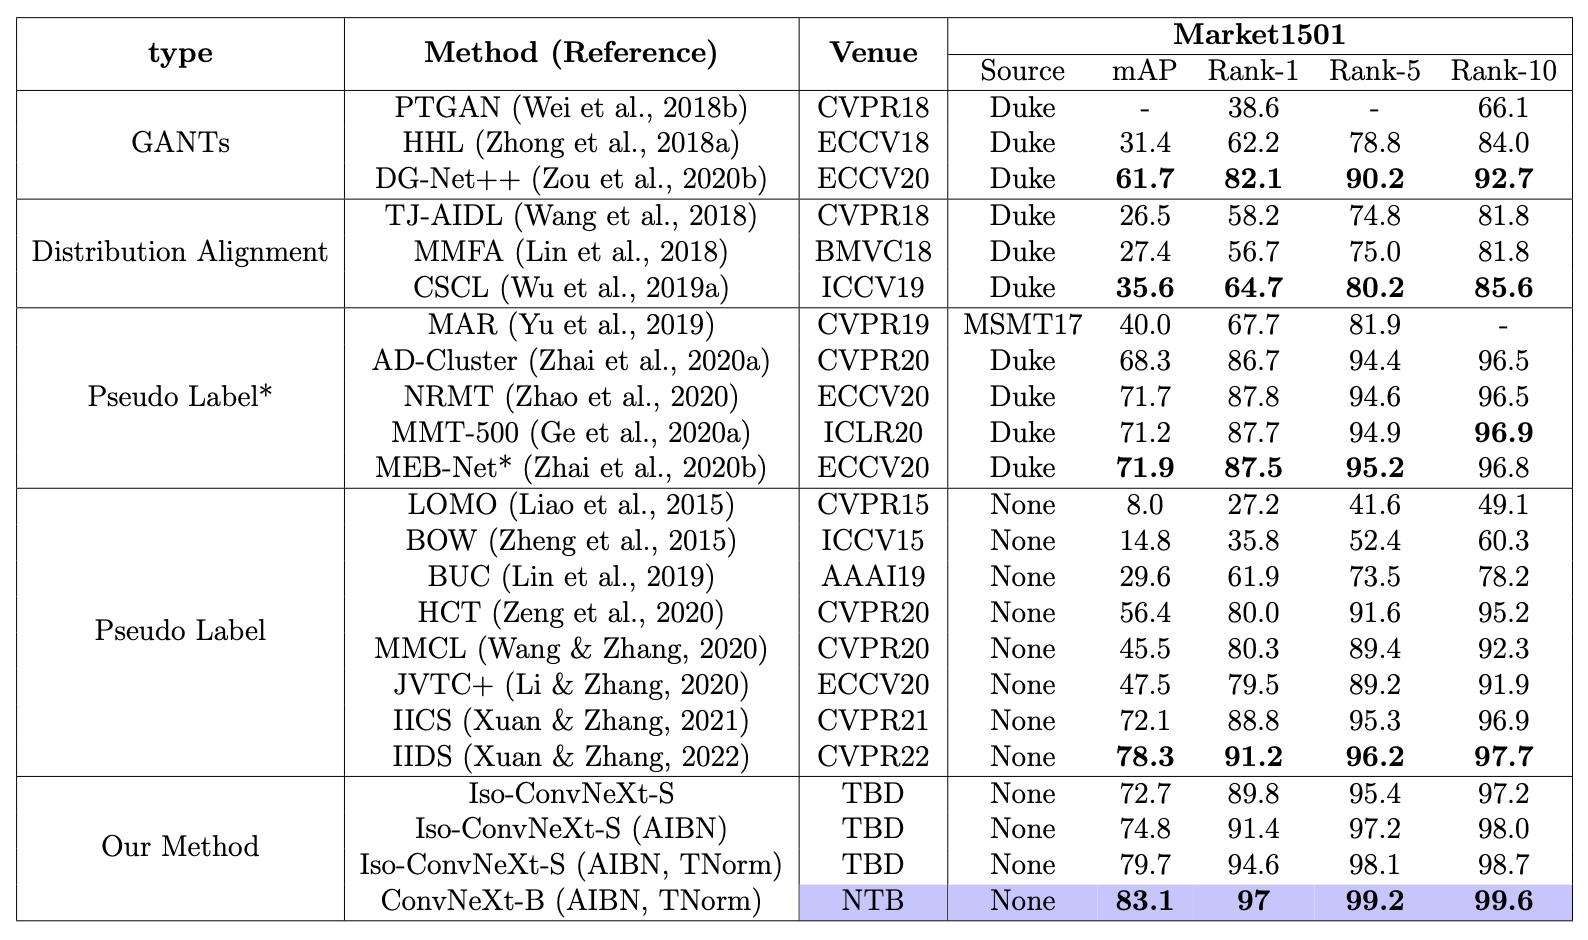 type Method (Reference) Venue Market1501
Source mAP Rank-1 Rank-5 Rank-10
GANTs
PTGAN (Wei et al., 2018b) CVPR18 Duke - 38.6 - 66.1
HHL (Zhong et al., 2018a) ECCV18 Duke 31.4 62.2 78.8 84.0
DG-Net++ (Zou et al., 2020b) ECCV20 Duke 61.7 82.1 90.2 92.7
Distribution Alignment
TJ-AIDL (Wang et al., 2018) CVPR18 Duke 26.5 58.2 74.8 81.8
MMFA (Lin et al., 2018) BMVC18 Duke 27.4 56.7 75.0 81.8
CSCL (Wu et al., 2019a) ICCV19 Duke 35.6 64.7 80.2 85.6
Pseudo Label*
MAR (Yu et al., 2019) CVPR19 MSMT17 40.0 67.7 81.9 -
AD-Cluster (Zhai et al., 2020a) CVPR20 Duke 68.3 86.7 94.4 96.5
NRMT (Zhao et al., 2020) ECCV20 Duke 71.7 87.8 94.6 96.5
MMT-500 (Ge et al., 2020a) ICLR20 Duke 71.2 87.7 94.9 96.9
MEB-Net* (Zhai et al., 2020b) ECCV20 Duke 71.9 87.5 95.2 96.8
Pseudo Label
LOMO (Liao et al., 2015) CVPR15 None 8.0 27.2 41.6 49.1
BOW (Zheng et al., 2015) ICCV15 None 14.8 35.8 52.4 60.3
BUC (Lin et al., 2019) AAAI19 None 29.6 61.9 73.5 78.2
HCT (Zeng et al., 2020) CVPR20 None 56.4 80.0 91.6 95.2
MMCL (Wang & Zhang, 2020) CVPR20 None 45.5 80.3 89.4 92.3
JVTC+ (Li & Zhang, 2020) ECCV20 None 47.5 79.5 89.2 91.9
IICS (Xuan & Zhang, 2021) CVPR21 None 72.1 88.8 95.3 96.9
IIDS (Xuan & Zhang, 2022) CVPR22 None 78.3 91.2 96.2 97.7
Our Method
Iso-ConvNeXt-S TBD None 72.7 89.8 95.4 97.2
Iso-ConvNeXt-S (AIBN) TBD None 74.8 91.4 97.2 98.0
Iso-ConvNeXt-S (AIBN, TNorm) TBD None 79.7 94.6 98.1 98.7
ConvNeXt-B (AIBN, TNorm) NTB None 83.1 97 99.2 99.6